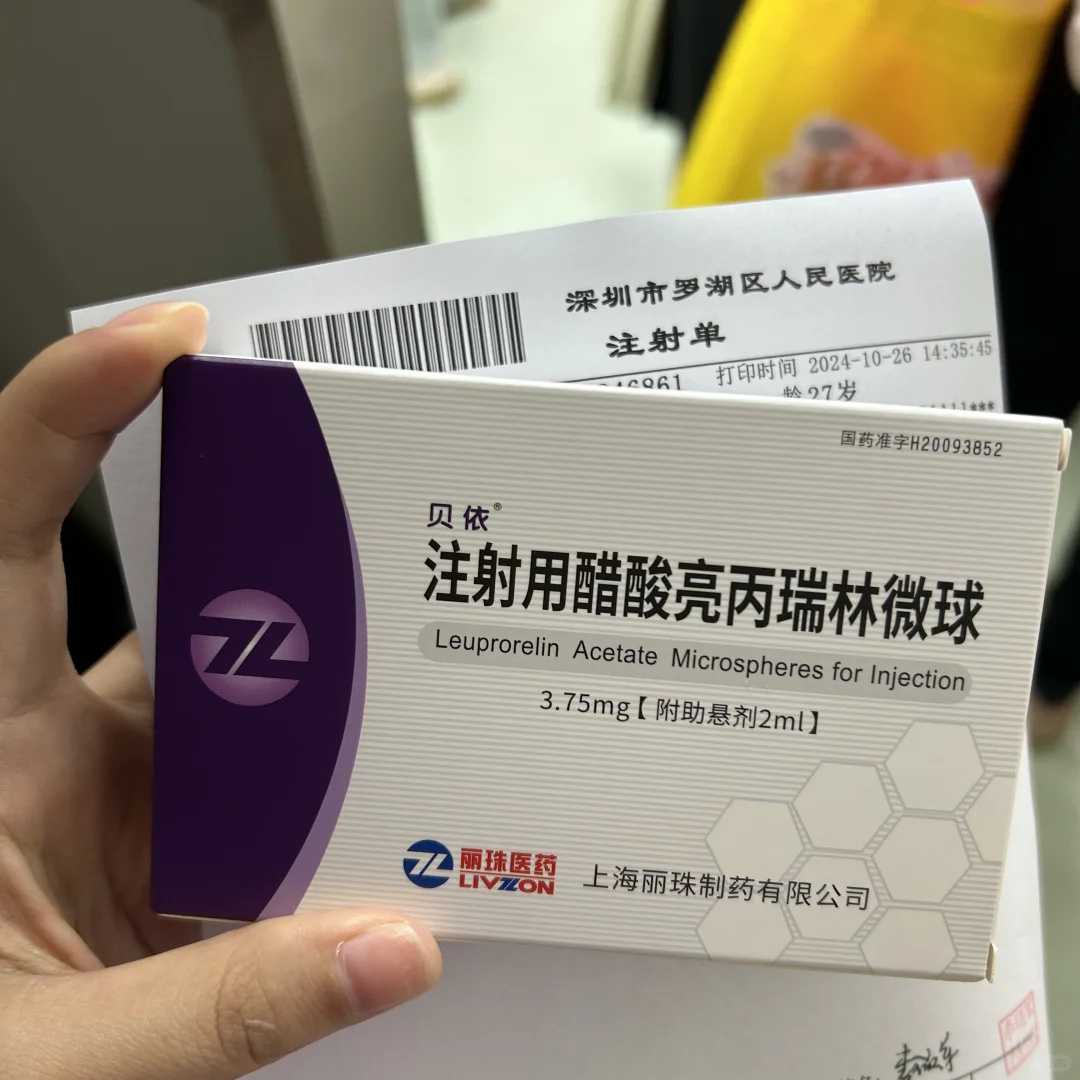 深圳市罗湖区人民医院
注射单
打印时间 2024-10-26 14:35:45
龄27岁
国药准字H20093852
贝依®
注射用醋酸亮丙瑞林微球
Leuprorelin Acetate Microspheres for Injection
3.75mg【附助悬剂2ml】
丽珠医药
LIVZON
上海丽珠制药有限公司